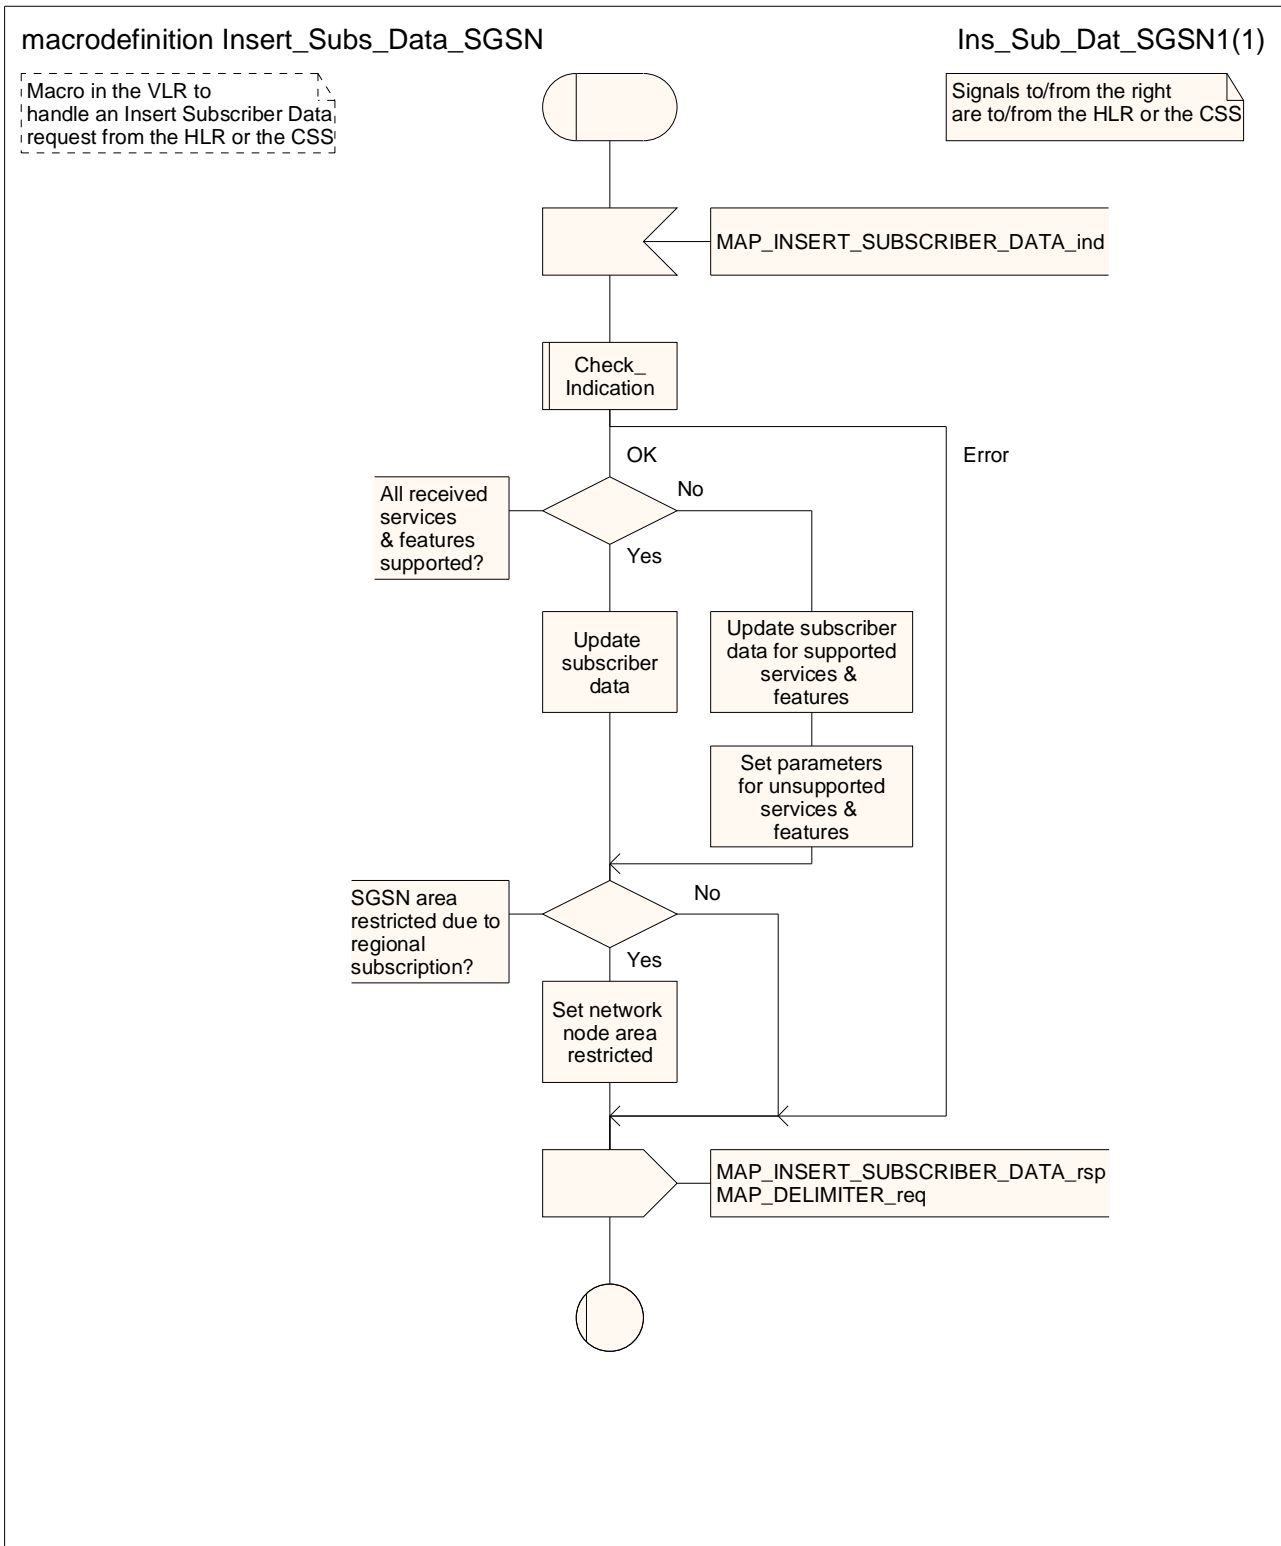 macrodefinition Insert_Subs_Data_SGSN
Ins_Sub_Dat_SGSN1(1)
Macro in the VLR to
handle an Insert Subscriber Data
request from the HLR or the CSS
Signals to/from the right
are to/from the HLR or the CSS
MAP_INSERT_SUBSCRIBER_DATA_ind
Check_
Indication
OK
Error
All received
services
& features
supported?
No
Yes
Update
subscriber
data
Update subscriber
data for supported
services &
features
Set parameters
for unsupported
services &
features
SGSN area
restricted due to
regional
subscription?
No
Yes
Set network
node area
restricted
MAP_INSERT_SUBSCRIBER_DATA_rsp
MAP_DELIMITER_req